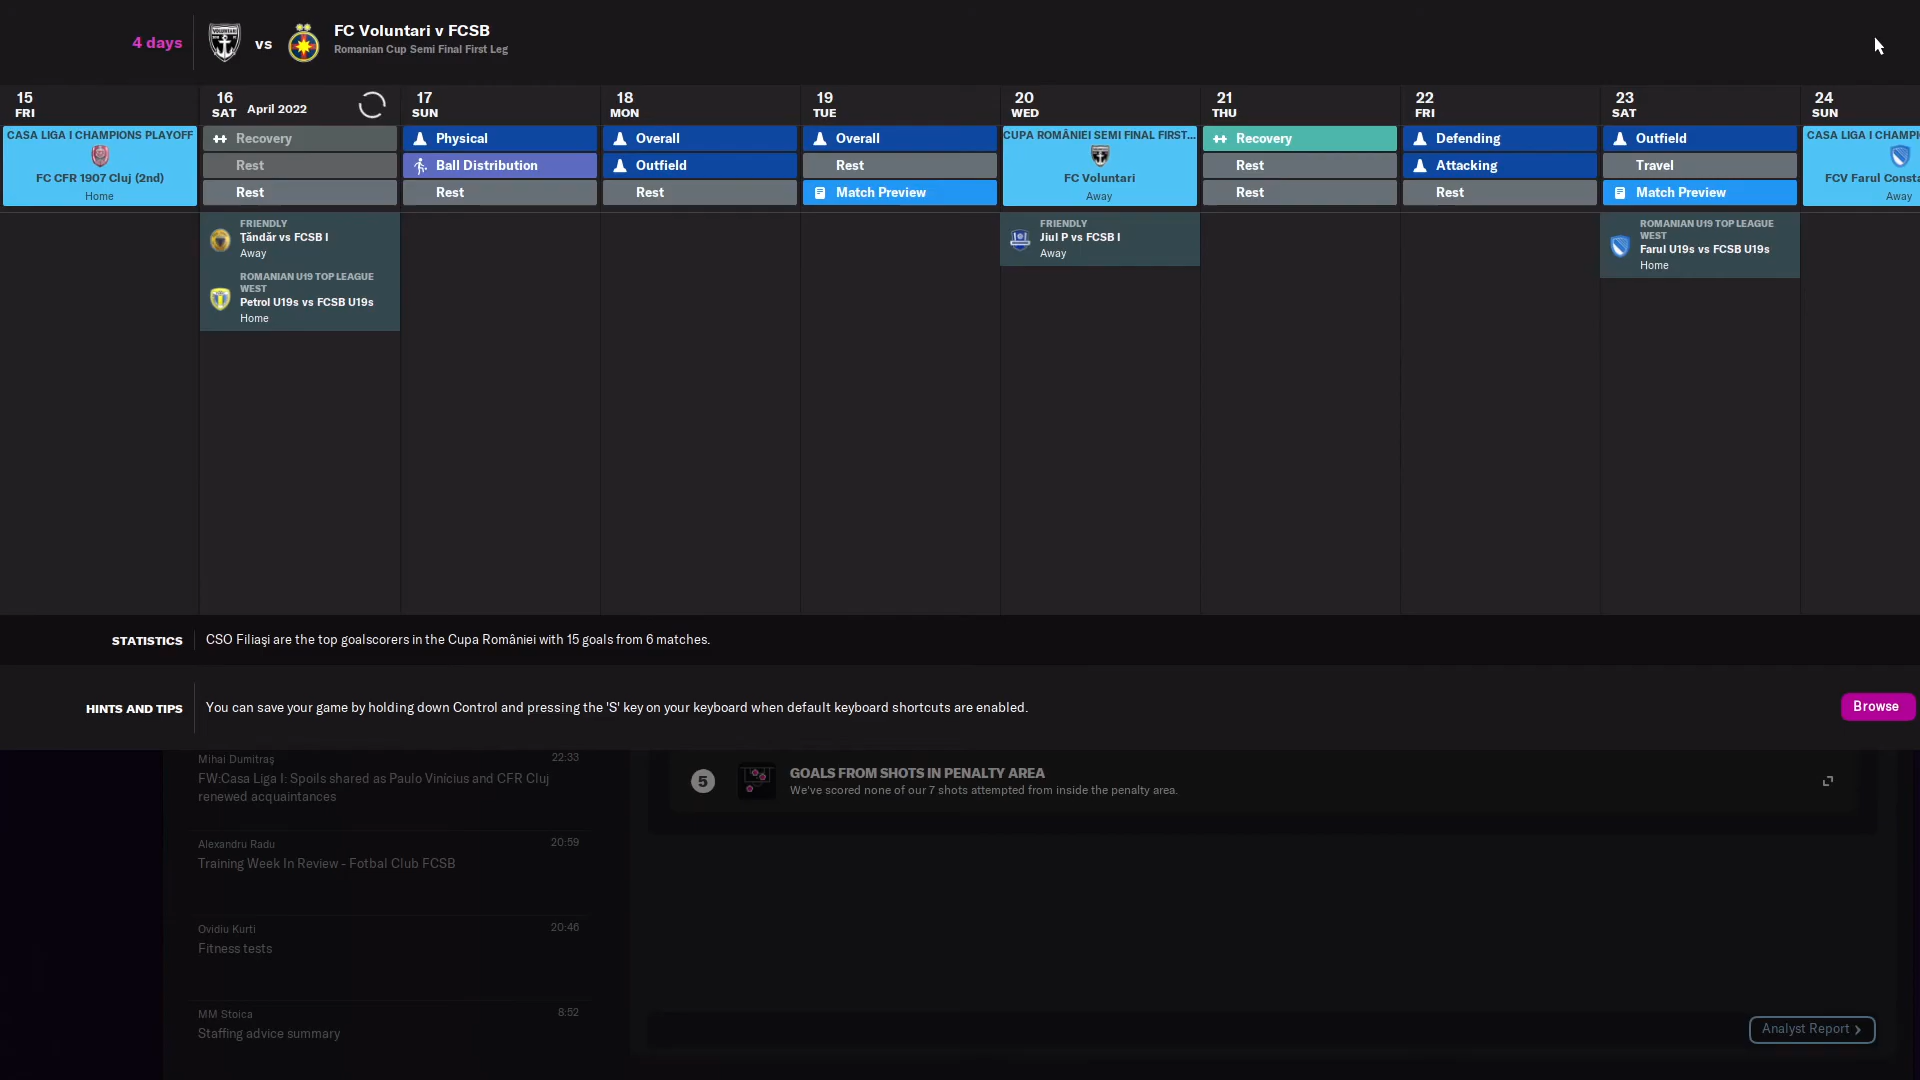 4 days
vs
FC Voluntari v FCSB
Romanian Cup Semi Final First Leg
15
FRI
CASA LIGA I CHAMPIONS PLAYOFF
FC CFR 1907 Cluj (2nd)
Home
16
SAT
April 2022
Recovery
Rest
Rest
FRIENDLY
Țăndăr vs FCSB I
Away
ROMANIAN U19 TOP LEAGUE
WEST
Petrol U19s vs FCSB U19s
Home
17
SUN
Physical
Ball Distribution
Rest
18
MON
Overall
Outfield
Rest
19
TUE
Overall
Rest
Match Preview
20
WED
CUPA ROMÂNIEI SEMI FINAL FIRST...
FC Voluntari
Away
FRIENDLY
Jiul P vs FCSB I
Away
21
THU
Recovery
Rest
Rest
22
FRI
Defending
Attacking
Rest
23
SAT
Outfield
Travel
Match Preview
ROMANIAN U19 TOP LEAGUE
WEST
Farul U19s vs FCSB U19s
Home
24
SUN
CASA LIGA I CHAMPI
FCV Farul Consta
Away
STATISTICS
CSO Filiași are the top goalscorers in the Cupa României with 15 goals from 6 matches.
HINTS AND TIPS
You can save your game by holding down Control and pressing the 'S' key on your keyboard when default keyboard shortcuts are enabled.
Browse
Mihai Dumitraș
22:33
FW:Casa Liga I: Spoils shared as Paulo Vinícius and CFR Cluj
renewed acquaintances
Alexandru Radu
20:59
Training Week In Review - Fotbal Club FCSB
Ovidiu Kurti
20:46
Fitness tests
MM Stoica
8:52
Staffing advice summary
5
GOALS FROM SHOTS IN PENALTY AREA
We've scored none of our 7 shots attempted from inside the penalty area.
Analyst Report